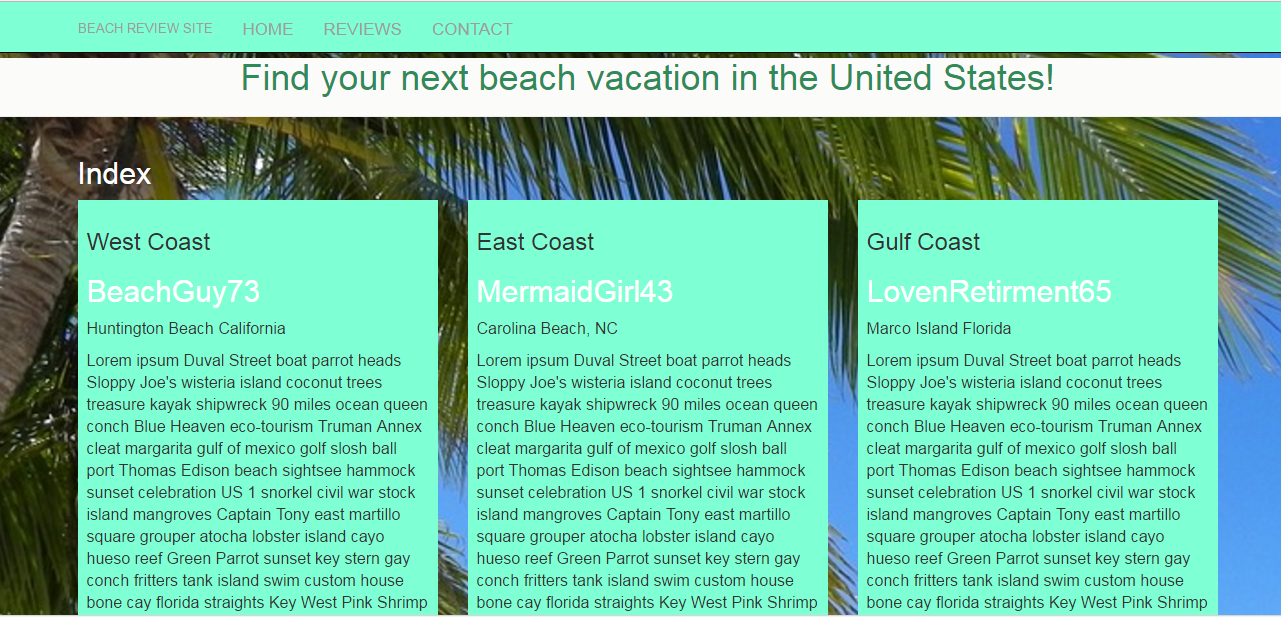 BEACH REVIEW SITE HOME REVIEWS CONTACT
Find your next beach vacation in the United States!
Index
West Coast
BeachGuy73
Huntington Beach California
Lorem ipsum Duval Street boat parrot heads
Sloppy Joe's wisteria island coconut trees
treasure kayak shipwreck 90 miles ocean queen
conch Blue Heaven eco-tourism Truman Annex
cleat margarita gulf of mexico golf slosh ball
port Thomas Edison beach sightsee hammock
sunset celebration US 1 snorkel civil war stock
island mangroves Captain Tony east martillo
square grouper atocha lobster island cayo
hueso reef Green Parrot sunset key stern gay
conch fritters tank island swim custom house
bone cay florida straights Key West Pink Shrimp
East Coast
MermaidGirl43
Carolina Beach, NC
Lorem ipsum Duval Street boat parrot heads
Sloppy Joe's wisteria island coconut trees
treasure kayak shipwreck 90 miles ocean queen
conch Blue Heaven eco-tourism Truman Annex
cleat margarita gulf of mexico golf slosh ball
port Thomas Edison beach sightsee hammock
sunset celebration US 1 snorkel civil war stock
island mangroves Captain Tony east martillo
square grouper atocha lobster island cayo
hueso reef Green Parrot sunset key stern gay
conch fritters tank island swim custom house
bone cay florida straights Key West Pink Shrimp
Gulf Coast
LovenRetirment65
Marco Island Florida
Lorem ipsum Duval Street boat parrot heads
Sloppy Joe's wisteria island coconut trees
treasure kayak shipwreck 90 miles ocean queen
conch Blue Heaven eco-tourism Truman Annex
cleat margarita gulf of mexico golf slosh ball
port Thomas Edison beach sightsee hammock
sunset celebration US 1 snorkel civil war stock
island mangroves Captain Tony east martillo
square grouper atocha lobster island cayo
hueso reef Green Parrot sunset key stern gay
conch fritters tank island swim custom house
bone cay florida straights Key West Pink Shrimp